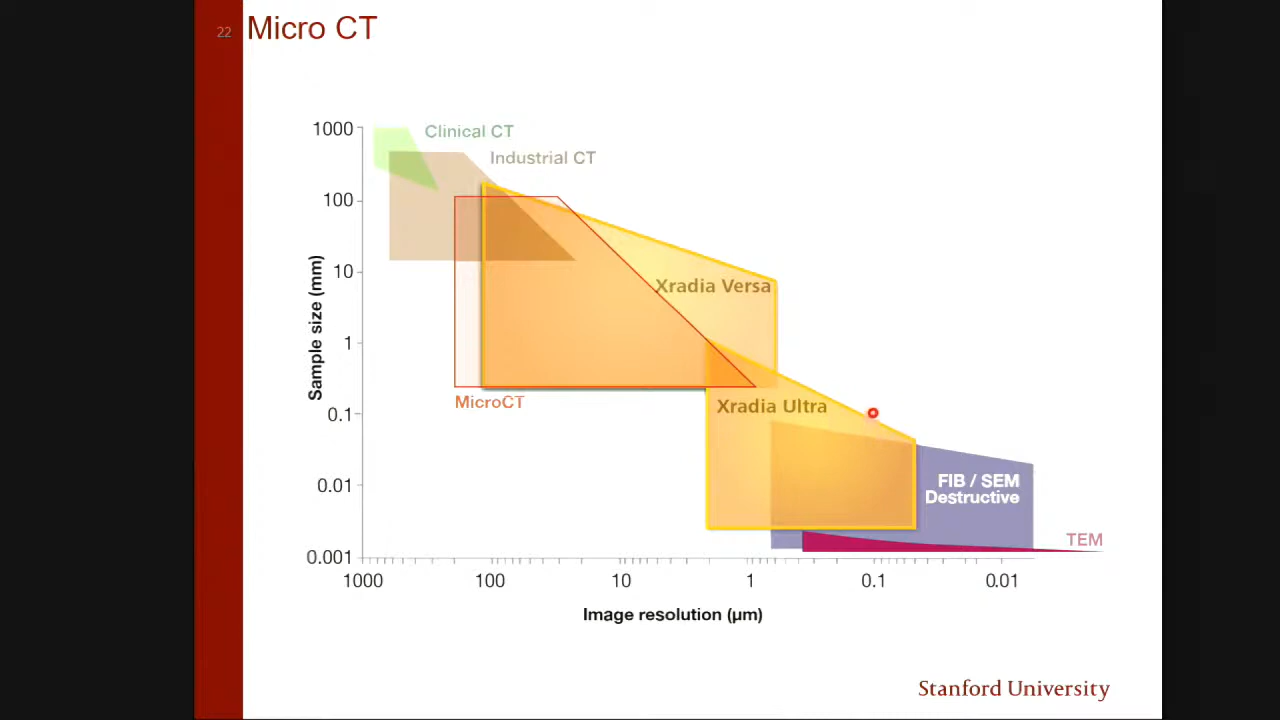 22
Micro CT
1000
Clinical CT
Industrial CT
100
Sample size (mm)
10
Xradia Versa
1
MicroCT
Xradia Ultra
0.1
FIB / SEM
Destructive
0.01
TEM
0.001
1000 100 10 1 0.1 0.01
Image resolution (µm)
Stanford University